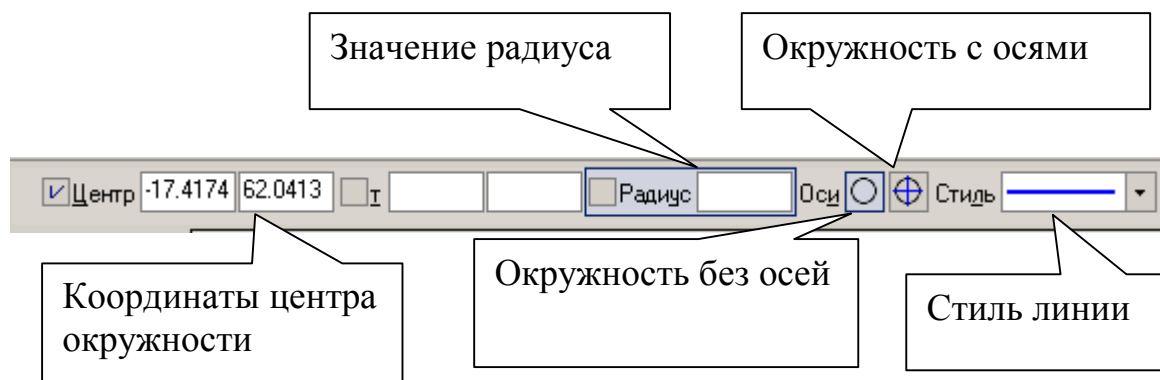 Значение радиуса
Окружность с осями
Центр -17.4174 62.0413 т Радиус Оси Стиль
Координаты центра
окружности
Окружность без осей
Стиль линии